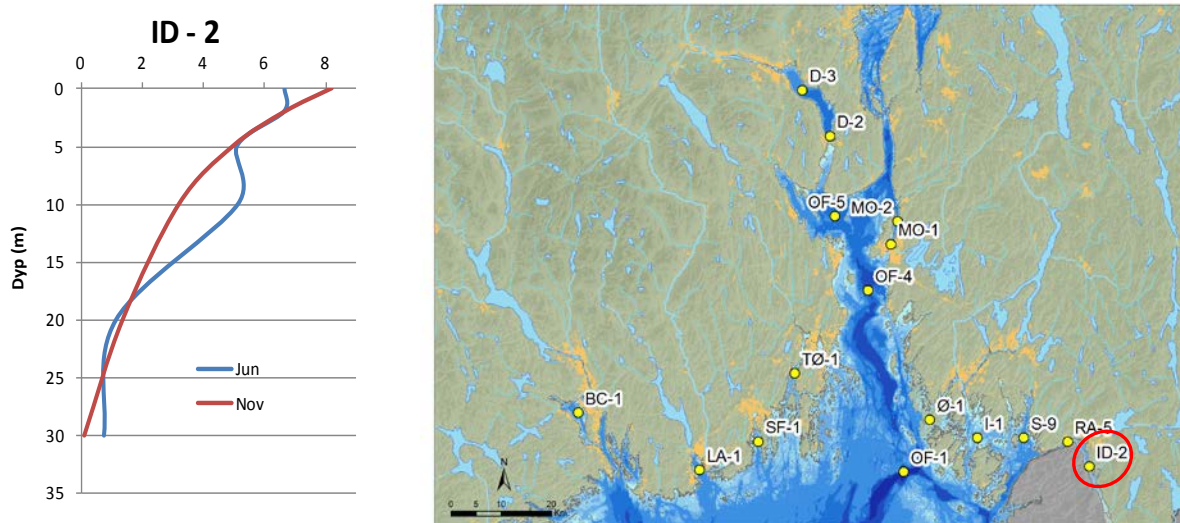 ID - 2
0 2 4 6 8
0
5
10
15
20
25
30
35
Dyp (m)
Jun
Nov
D-3
D-2
OF-5 MO-2
MO-1
OF-4
TØ-1
BC-1
SF-1
LA-1
Ø-1
I-1
S-9
RA-5
ID-2
OF-1
N
0 5 10 20